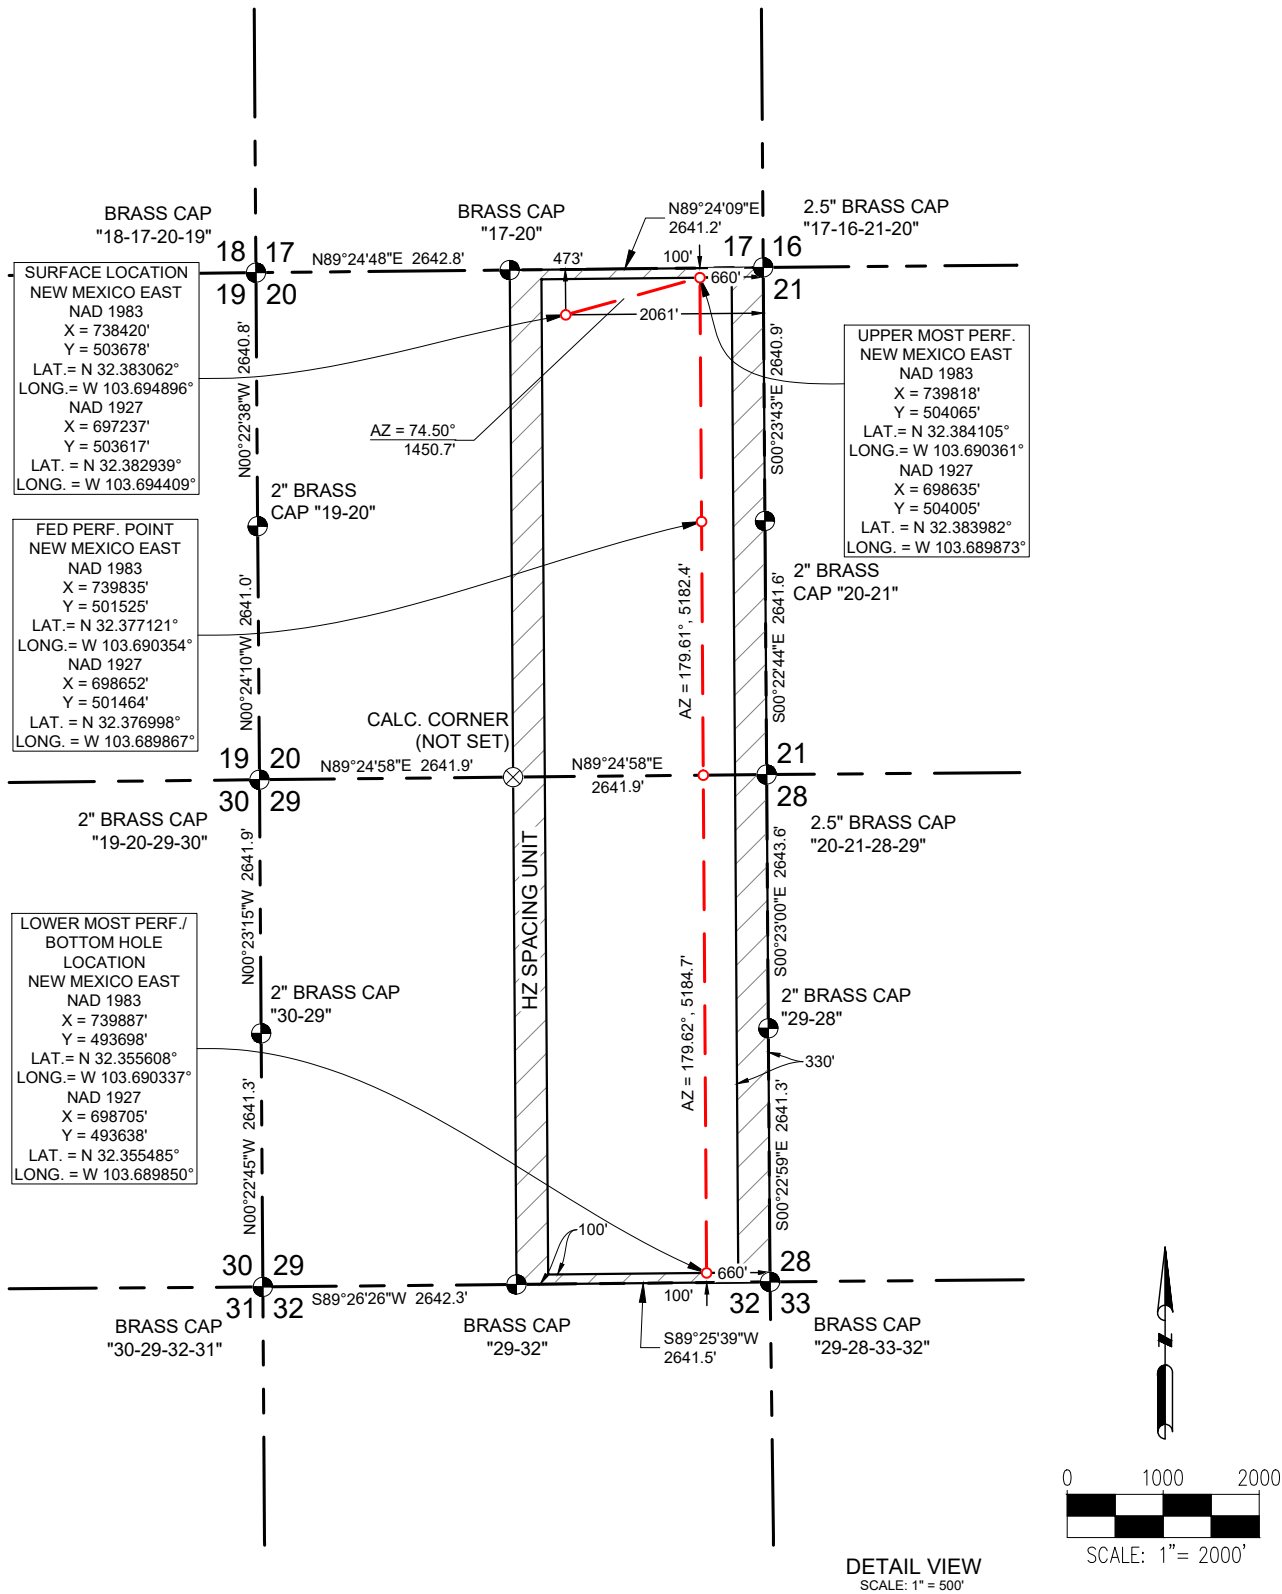 BRASS CAP
"18-17-20-19"
BRASS CAP
"17-20"
N89°24'09"E
2641.2'
2.5" BRASS CAP
"17-16-21-20"
18 17
19 20
N89°24'48"E 2642.8'
473'
100'
17 16
21
660'
2061'
SURFACE LOCATION
NEW MEXICO EAST
NAD 1983
X = 738420'
Y = 503678'
LAT.= N 32.383062°
LONG.= W 103.694896°
NAD 1927
X = 697237'
Y = 503617'
LAT. = N 32.382939°
LONG. = W 103.694409°
N00°22'38"W 2640.8'
AZ = 74.50°
1450.7'
S00°23'43"E 2640.9'
UPPER MOST PERF.
NEW MEXICO EAST
NAD 1983
X = 739818'
Y = 504065'
LAT.= N 32.384105°
LONG.= W 103.690361°
NAD 1927
X = 698635'
Y = 504005'
LAT. = N 32.383982°
LONG. = W 103.689873°
2" BRASS
CAP "19-20"
FED PERF. POINT
NEW MEXICO EAST
NAD 1983
X = 739835'
Y = 501525'
LAT.= N 32.377121°
LONG.= W 103.690354°
NAD 1927
X = 698652'
Y = 501464'
LAT. = N 32.376998°
LONG. = W 103.689867°
N00°24'10"W 2641.0'
AZ = 179.61°, 5182.4'
S00°22'44"E 2641.6'
2" BRASS
CAP "20-21"
CALC. CORNER
(NOT SET)
19 20
30 29
N89°24'58"E 2641.9'
N89°24'58"E
2641.9'
21
28
2" BRASS CAP
"19-20-29-30"
2.5" BRASS CAP
"20-21-28-29"
N00°23'15"W 2641.9'
HZ SPACING UNIT
S00°23'00"E 2643.6'
LOWER MOST PERF./
BOTTOM HOLE
LOCATION
NEW MEXICO EAST
NAD 1983
X = 739887'
Y = 493698'
LAT.= N 32.355608°
LONG.= W 103.690337°
NAD 1927
X = 698705'
Y = 493638'
LAT. = N 32.355485°
LONG. = W 103.689850°
2" BRASS CAP
"30-29"
AZ = 179.62°, 5184.7'
2" BRASS CAP
"29-28"
330'
N00°22'45"W 2641.3'
S00°22'59"E 2641.3'
100'
30 29
31 32
S89°26'26"W 2642.3'
660'
100'
28
32 33
BRASS CAP
"30-29-32-31"
BRASS CAP
"29-32"
S89°25'39"W
2641.5'
BRASS CAP
"29-28-33-32"
N
0 1000 2000
SCALE: 1"= 2000'
DETAIL VIEW
SCALE: 1" = 500'